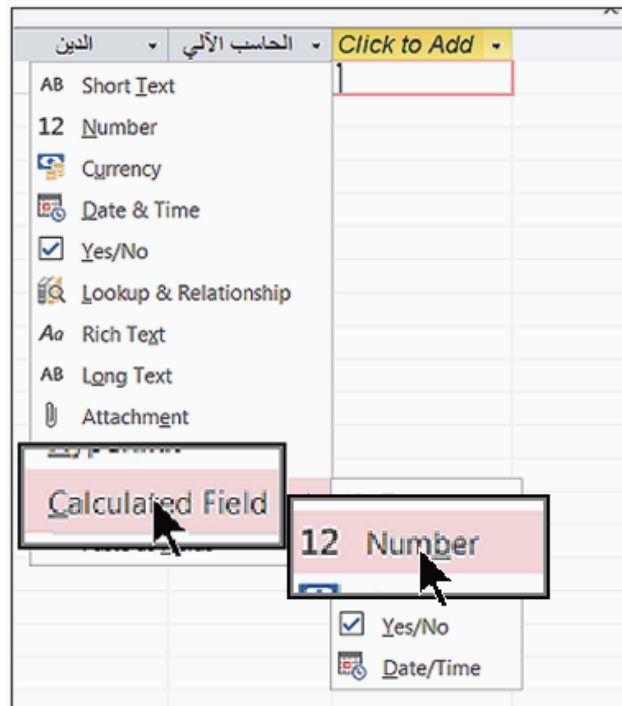 الدين الحاسب الآلي Click to Add
AB Short Text
12 Number
Currency
Date & Time
Yes/No
Lookup & Relationship
Aa Rich Text
AB Long Text
Attachment
Calculated Field
12 Number
Yes/No
Date/Time